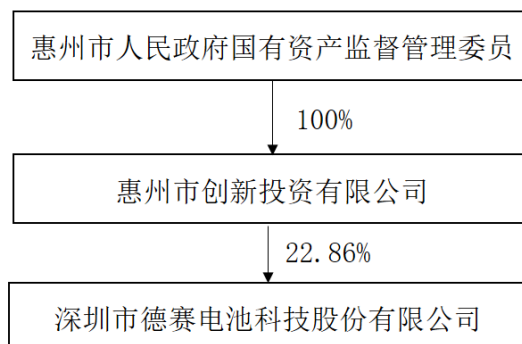 惠州市人民政府国有资产监督管理委员
100%
惠州市创新投资有限公司
22.86%
深圳市德赛电池科技股份有限公司